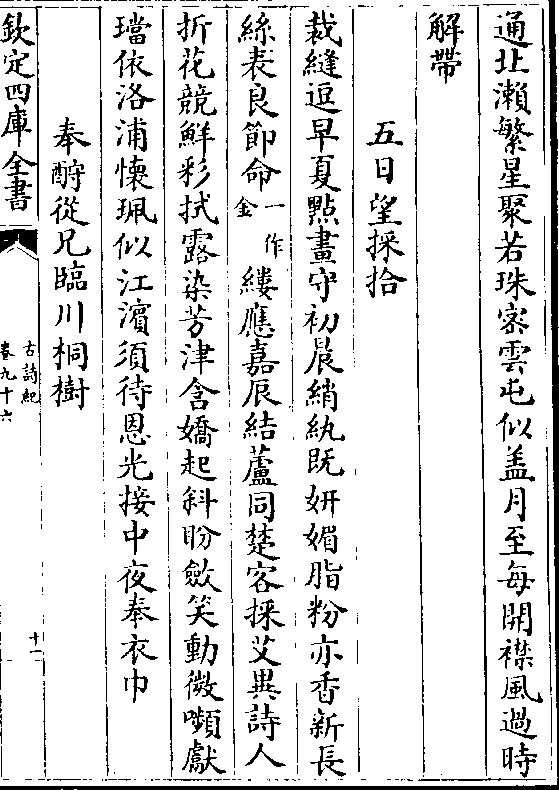 通北瀨繁星聚若珠宻雲屯似盖月至每開襟風過時
解帶
五日望採拾
裁縫逗早夏點畫守初晨綃紈既妍媚脂粉亦香新長
絲表良節命一作金縷應嘉辰結蘆同楚客採艾異詩人
折花競鮮彩拭露染芳津含嬌起斜盼斂笑動微嚬獻
璫依洛浦懷珮似江濵須待恩光接中夜奉衣巾
奉酧從兄臨川桐樹
欽定四庫全書
古詩紀
卷九十六
十一